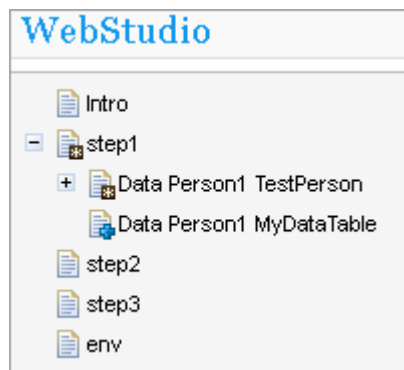 WebStudio
Intro
step1
Data Person1 TestPerson
Data Person1 MyDataTable
step2
step3
env